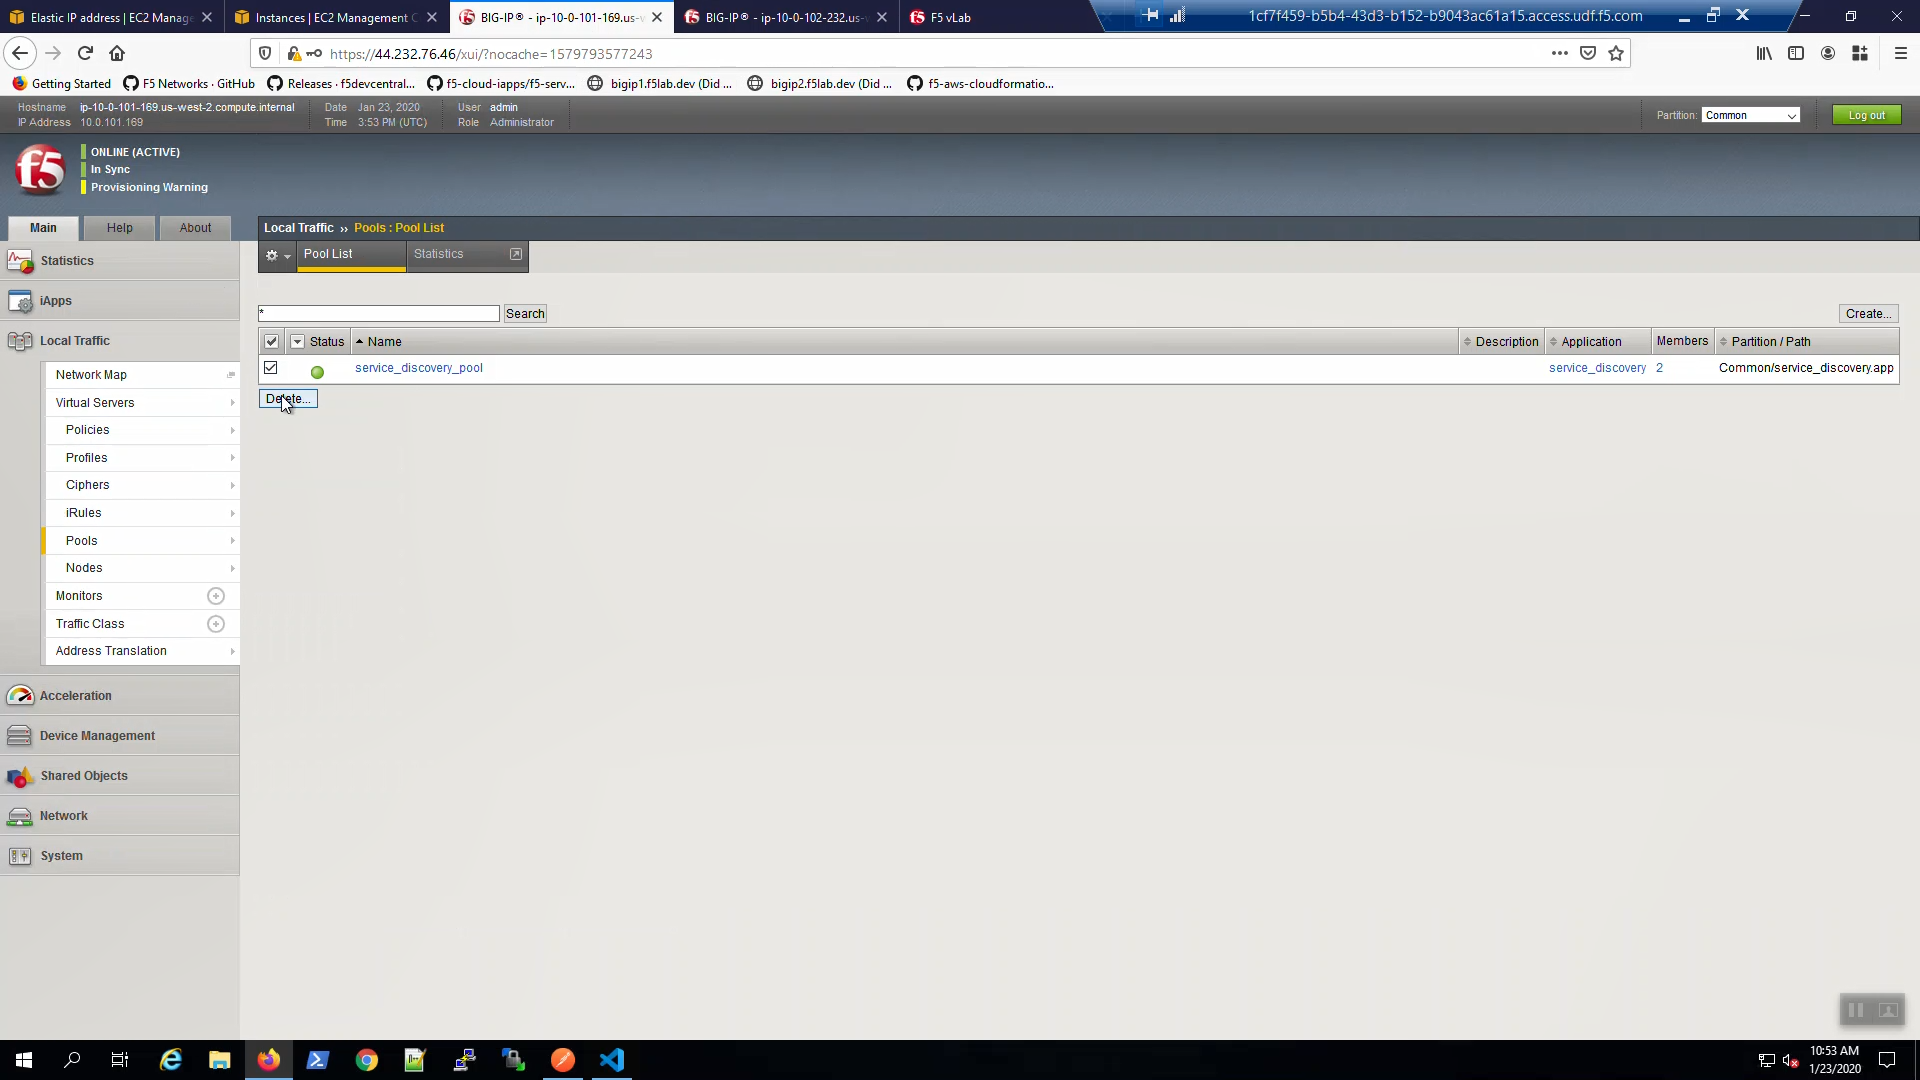 Elastic IP address | EC2 Manage
Instances | EC2 Management C
BIG-IP® - ip-10-0-101-169.us-w
BIG-IP® - ip-10-0-102-232.us-w
F5 vLab
1cf7f459-b5b4-43d3-b152-b9043ac61a15.access.udf.f5.com
https://44.232.76.46/xui/?nocache=1579793577243
Getting Started
F5 Networks · GitHub
Releases · f5devcentral...
f5-cloud-iapps/f5-serv...
bigip1.f5lab.dev (Did ...
bigip2.f5lab.dev (Did ...
f5-aws-cloudformatio...
Hostname ip-10-0-101-169.us-west-2.compute.internal
IP Address 10.0.101.169
Date Jan 23, 2020
Time 3:53 PM (UTC)
User admin
Role Administrator
Partition: Common
Log out
f5
ONLINE (ACTIVE)
In Sync
Provisioning Warning
Main
Help
About
Local Traffic ›› Pools : Pool List
Pool List
Statistics
Statistics
iApps
Local Traffic
Network Map
Virtual Servers
Policies
Profiles
Ciphers
iRules
Pools
Nodes
Monitors
Traffic Class
Address Translation
Acceleration
Device Management
Shared Objects
Network
System
*
Search
Create...
Status
Name
Description
Application
Members
Partition / Path
service_discovery_pool
service_discovery
2
Common/service_discovery.app
Delete...
10:53 AM
1/23/2020